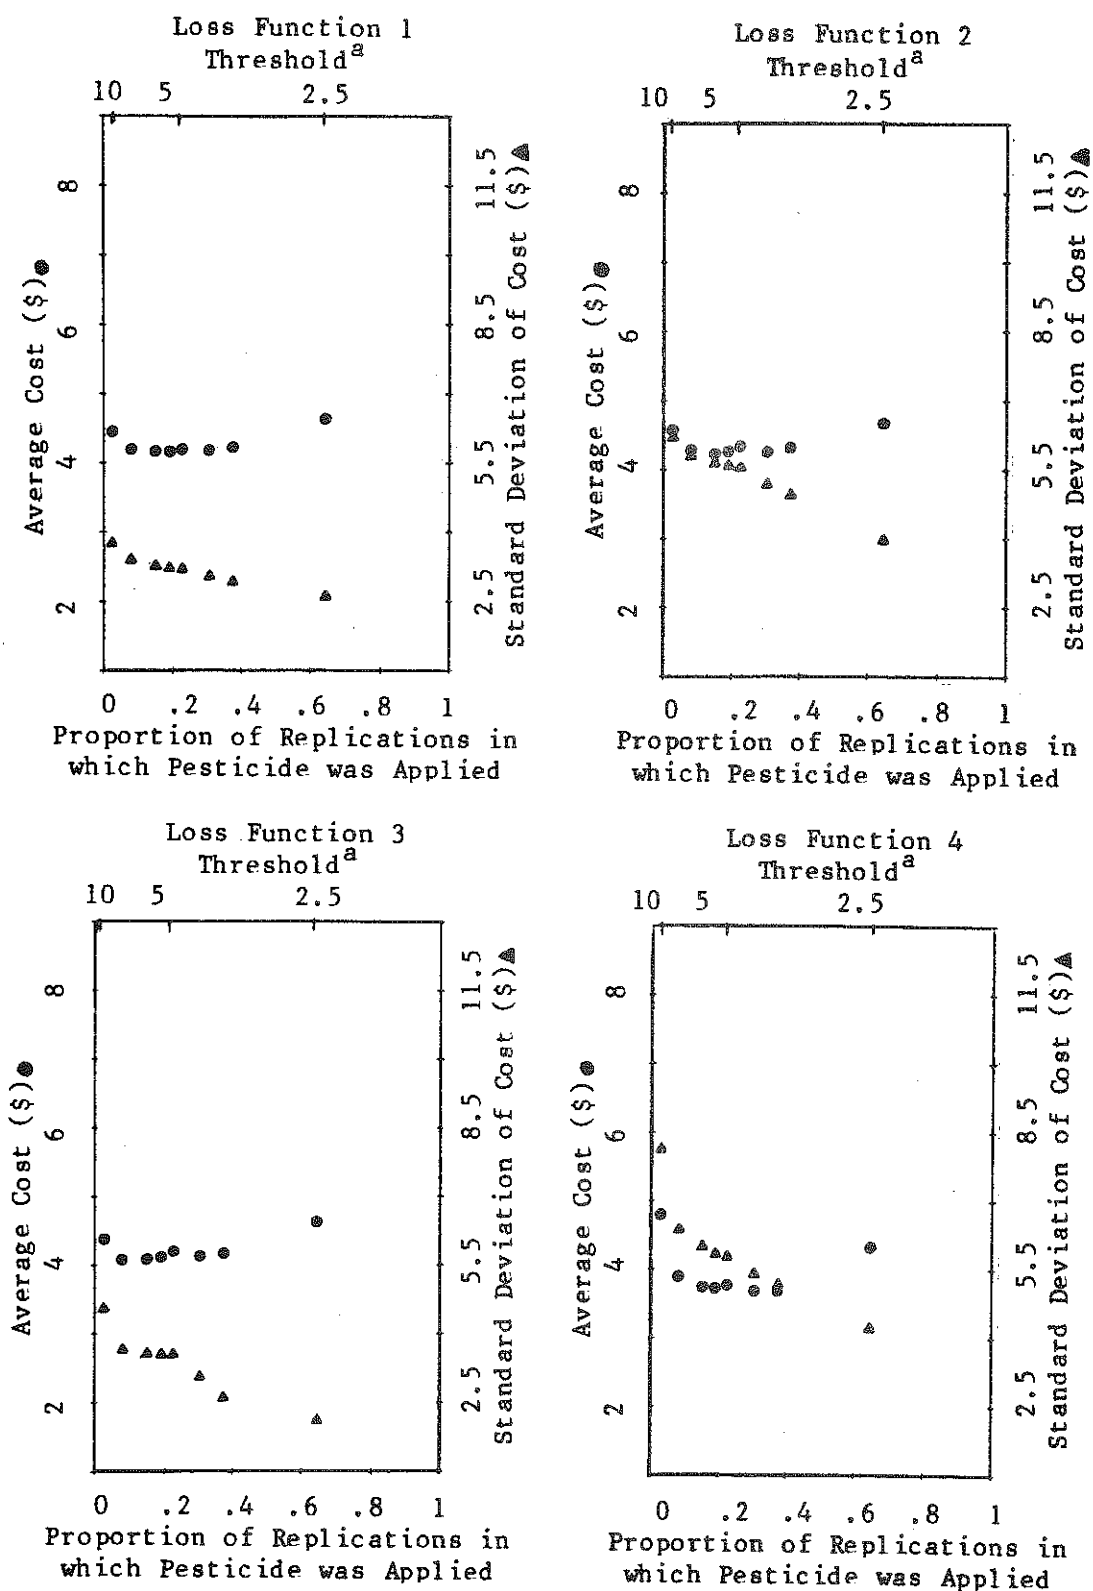 Loss Function 1
Threshold^a
10 5 2.5
8
6
4
2
Average Cost ($)●
11.5
8.5
5.5
2.5
Standard Deviation of Cost ($)▲
0 .2 .4 .6 .8 1
Proportion of Replications in
which Pesticide was Applied
Loss Function 2
Threshold^a
10 5 2.5
8
6
4
2
Average Cost ($)●
11.5
8.5
5.5
2.5
Standard Deviation of Cost ($)▲
0 .2 .4 .6 .8 1
Proportion of Replications in
which Pesticide was Applied
Loss Function 3
Threshold^a
10 5 2.5
8
6
4
2
Average Cost ($)●
11.5
8.5
5.5
2.5
Standard Deviation of Cost ($)▲
0 .2 .4 .6 .8 1
Proportion of Replications in
which Pesticide was Applied
Loss Function 4
Threshold^a
10 5 2.5
8
6
4
2
Average Cost ($)●
11.5
8.5
5.5
2.5
Standard Deviation of Cost ($)▲
0 .2 .4 .6 .8 1
Proportion of Replications in
which Pesticide was Applied